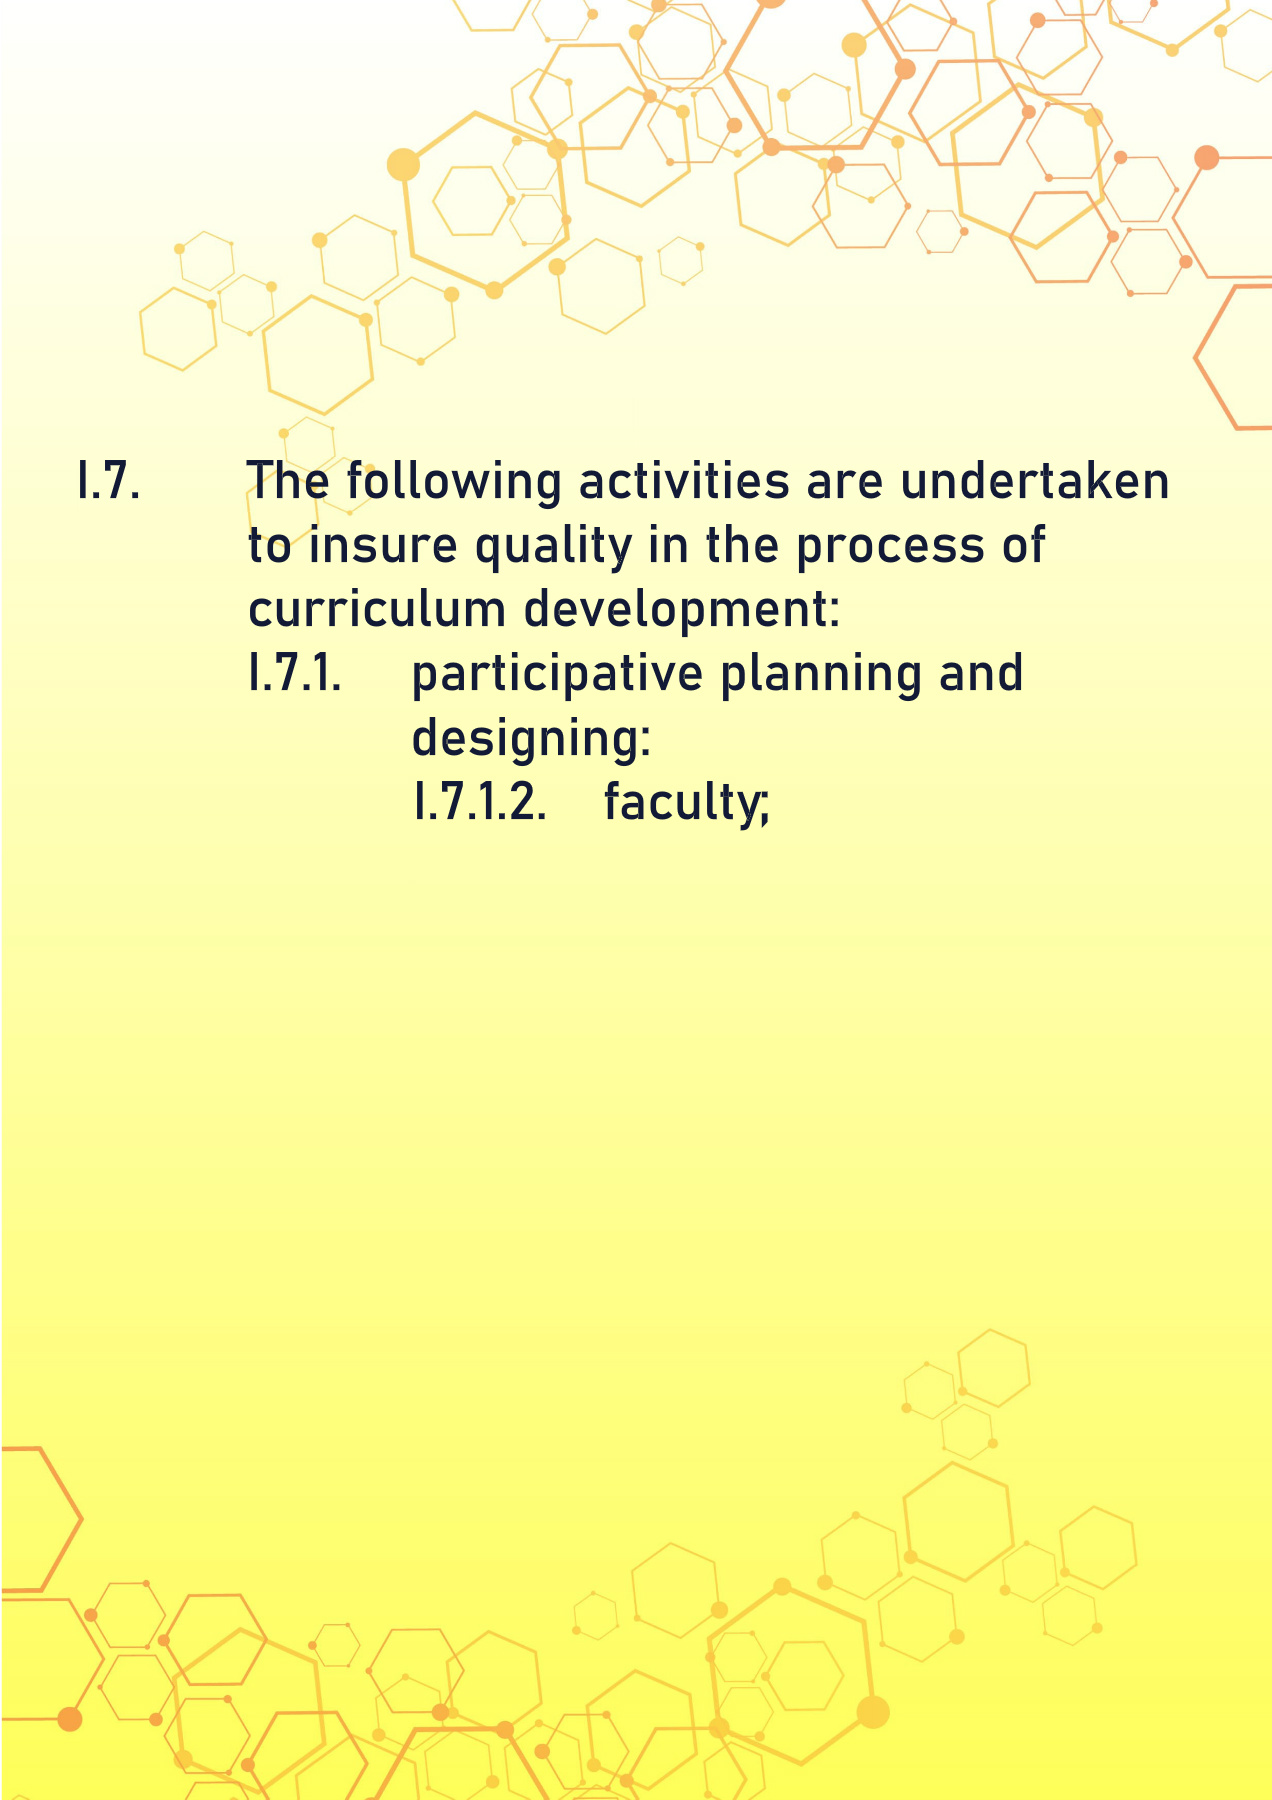 I.7. The following activities are undertaken
to insure quality in the process of
curriculum development:
I.7.1. participative planning and
designing:
I.7.1.2. faculty;